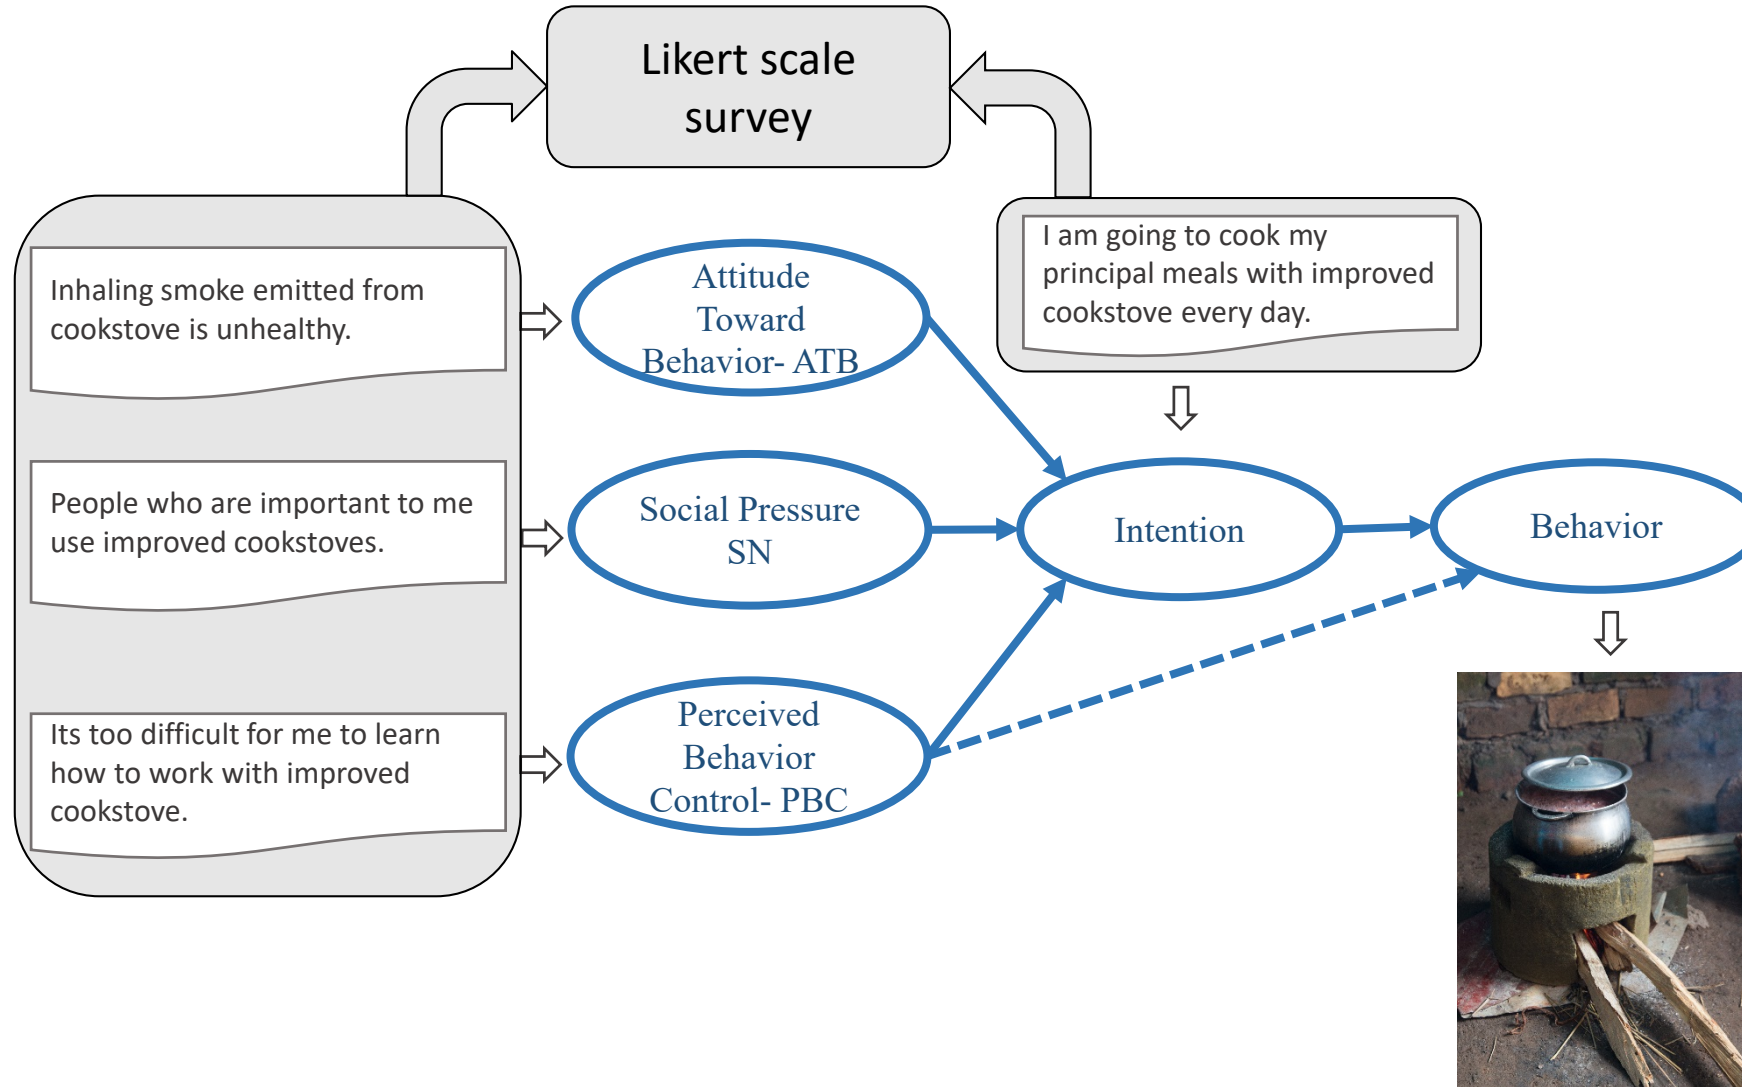 Likert scale
survey
Inhaling smoke emitted from
cookstove is unhealthy.
Attitude
Toward
Behavior- ATB
I am going to cook my
principal meals with improved
cookstove every day.
People who are important to me
use improved cookstoves.
Social Pressure
SN
Intention
Behavior
Its too difficult for me to learn
how to work with improved
cookstove.
Perceived
Behavior
Control- PBC